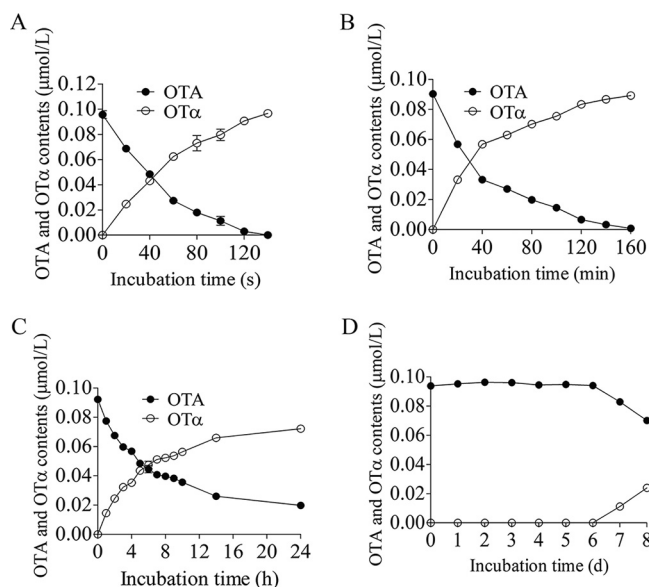 A
OTA and OTα contents (μmol/L)
0.12
0.10
0.08
0.06
0.04
0.02
0.00
OTA
OTα
0 40 80 120
Incubation time (s)
B
OTA and OTα contents (μmol/L)
0.10
0.08
0.06
0.04
0.02
0.00
OTA
OTα
0 40 80 120 160
Incubation time (min)
C
OTA and OTα contents (μmol/L)
0.10
0.08
0.06
0.04
0.02
0.00
OTA
OTα
0 4 8 12 16 24
Incubation time (h)
D
OTA and OTα contents (μmol/L)
0.10
0.08
0.06
0.04
0.02
0.00
0 1 2 3 4 5 6 7 8
Incubation time (d)